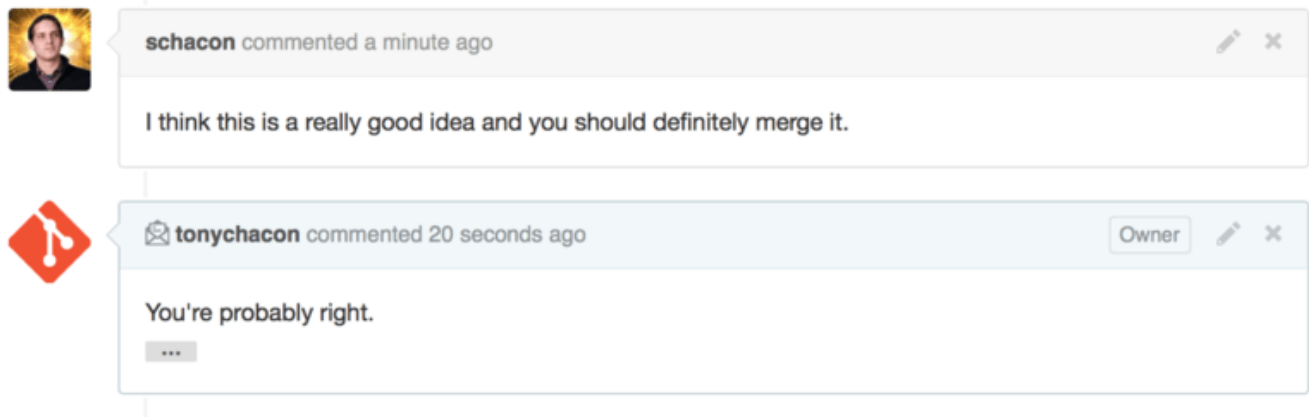 schacon commented a minute ago
I think this is a really good idea and you should definitely merge it.
tonychacon commented 20 seconds ago
Owner
You're probably right.
...